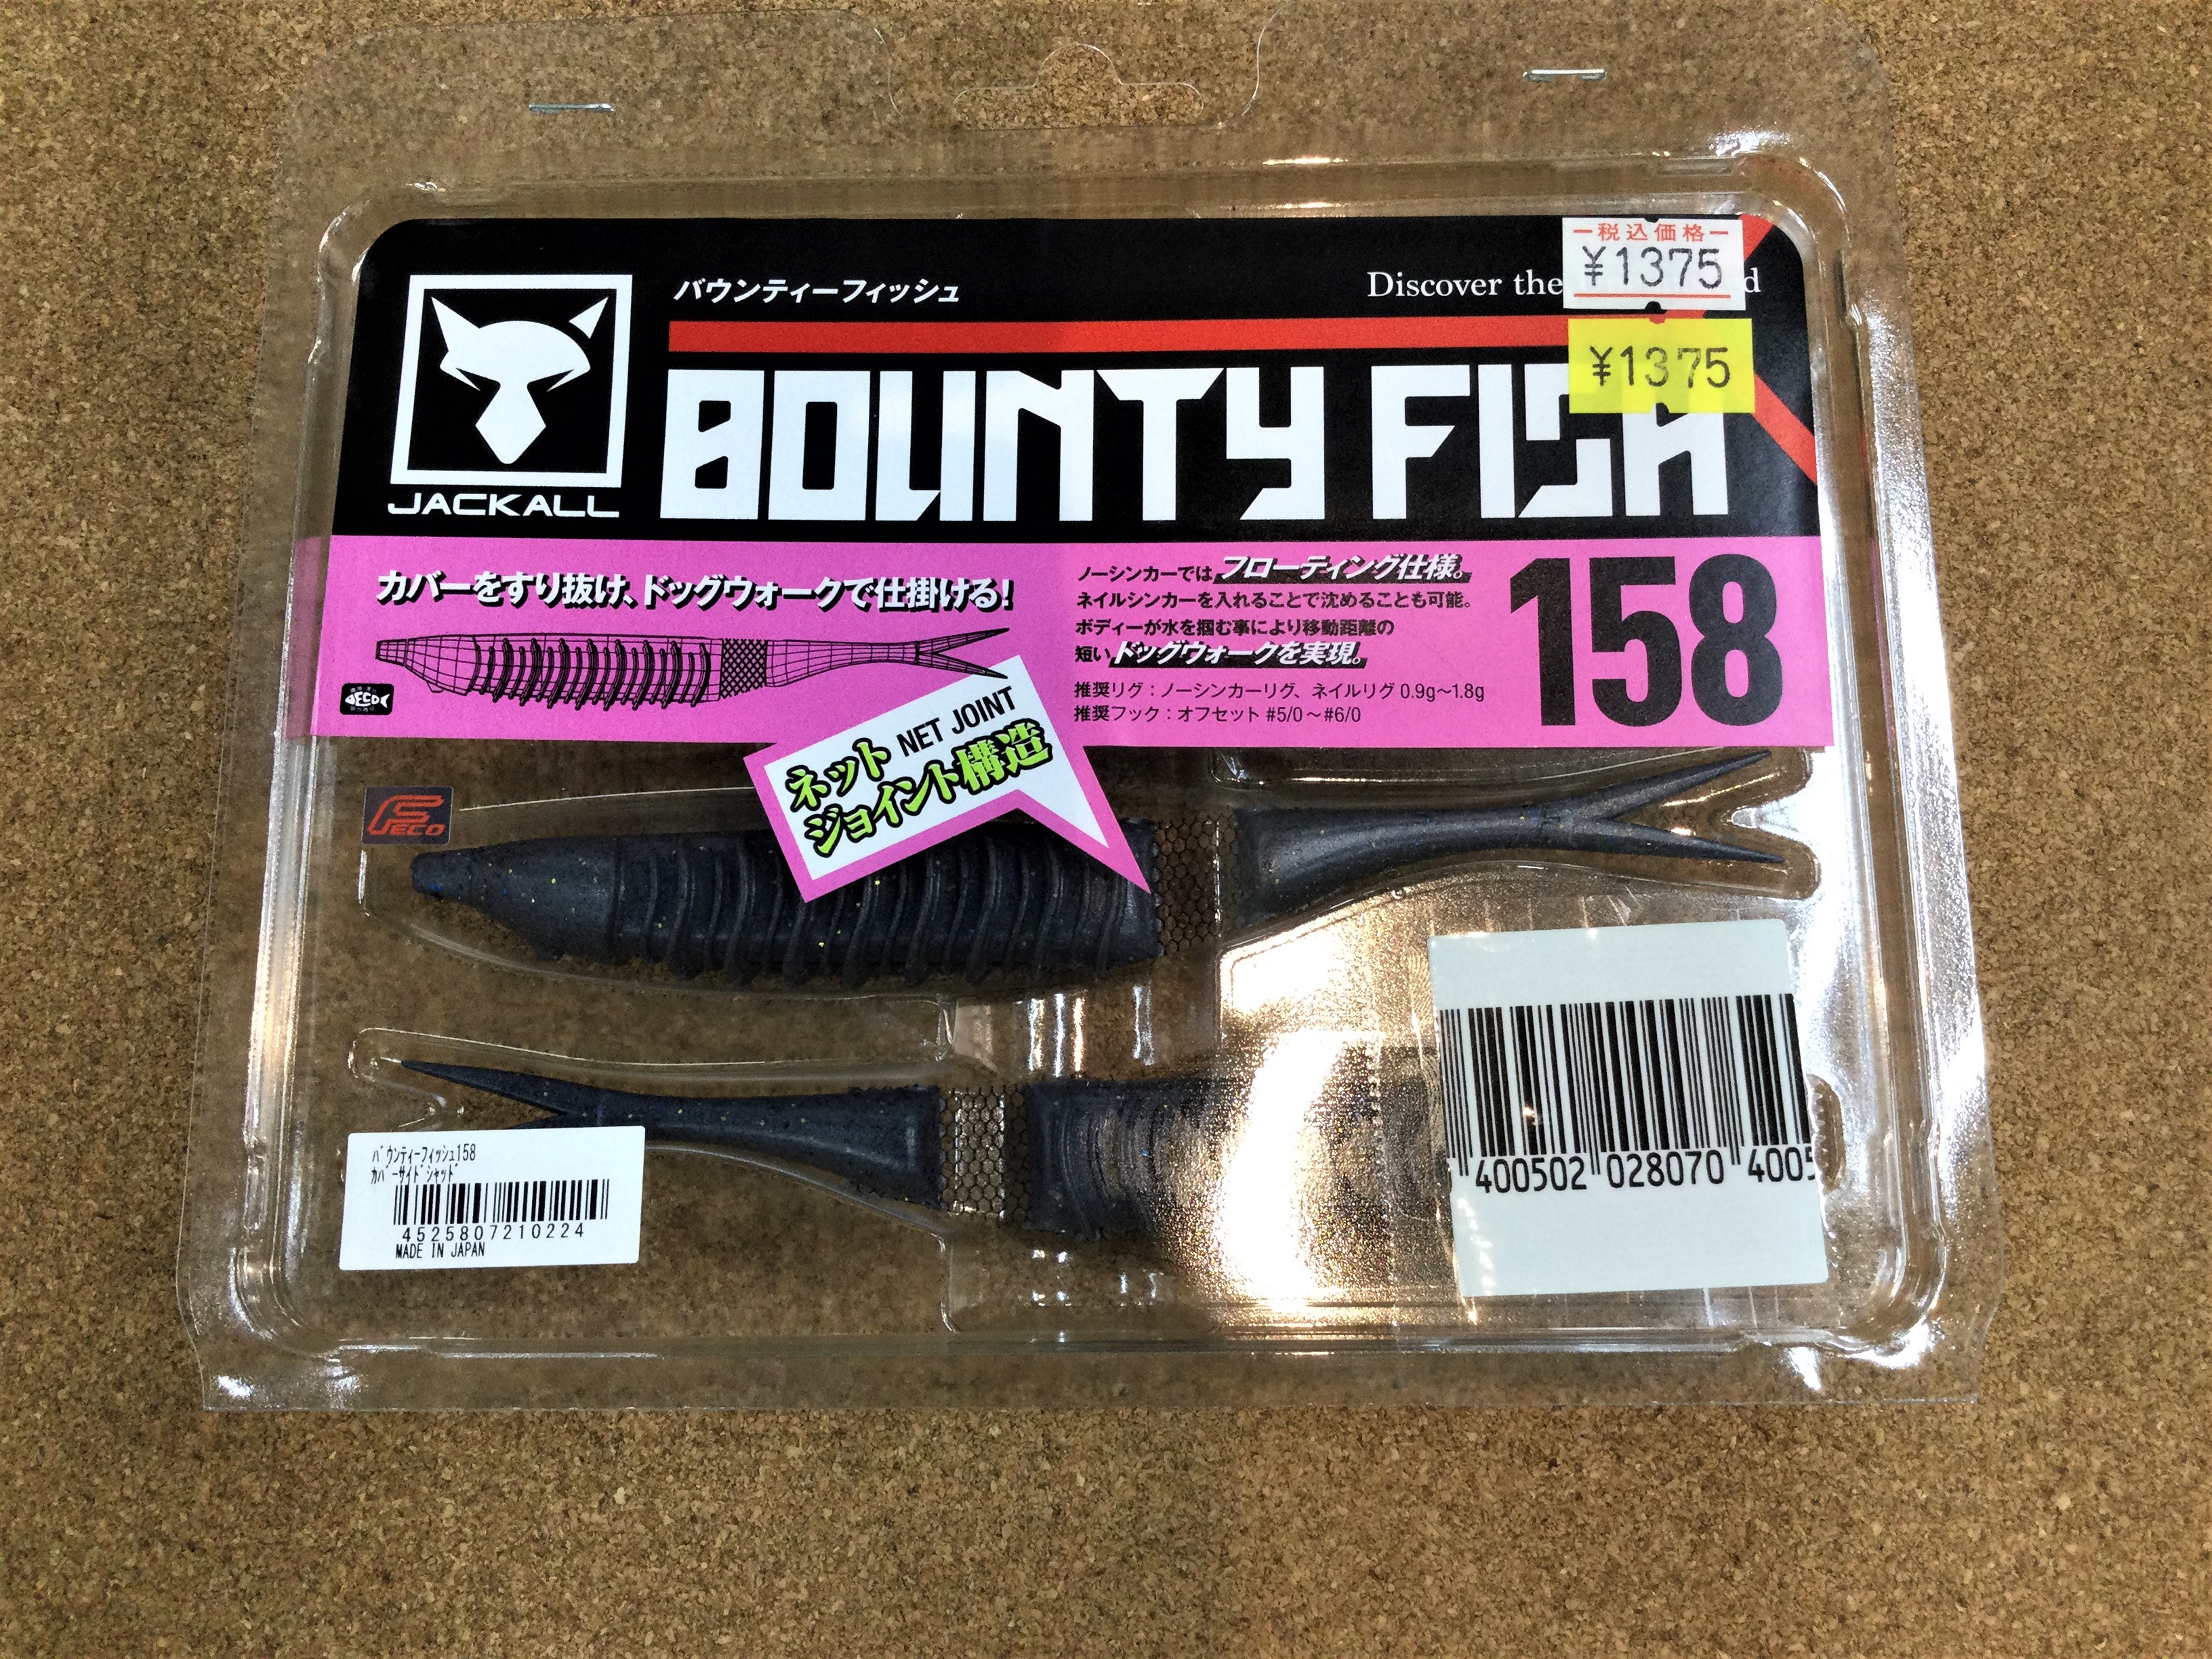 バウンティーフィッシュ
Discover the
d
税込価格
¥1375
¥1375
BOUNTY FISH
JACKALL
カバーをすり抜け、ドッグウォークで仕掛ける!
ノーシンカーではフローティング仕様。
ネイルシンカーを入れることで沈めることも可能。
ボディーが水を掴む事により移動距離の
短いドッグウォークを実現。
推奨リグ：ノーシンカーリグ、ネイルリグ 0.9g～1.8g
推奨フック：オフセット #5/0～#6/0
158
ECO
NET JOINT
ネット
ジョイント構造
FECO
バウンティーフィッシュ158
カバーサイドシャッド
4525807210224
MADE IN JAPAN
400502 028070 4005